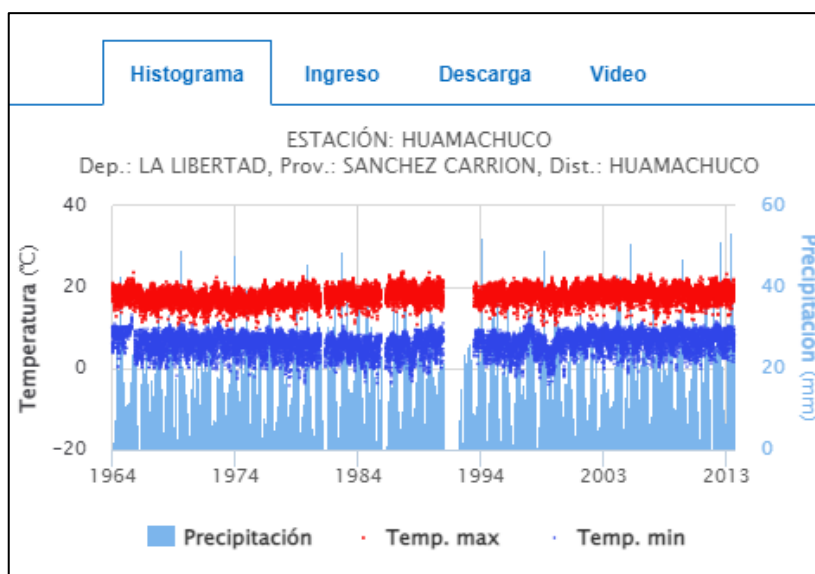 Histograma Ingreso Descarga Video
ESTACIÓN: HUAMACHUCO
Dep.: LA LIBERTAD, Prov.: SANCHEZ CARRION, Dist.: HUAMACHUCO
Temperatura (℃)
40
20
0
-20
60
40
20
0
Precipitación (mm)
1964 1974 1984 1994 2003 2013
Precipitación Temp. max Temp. min